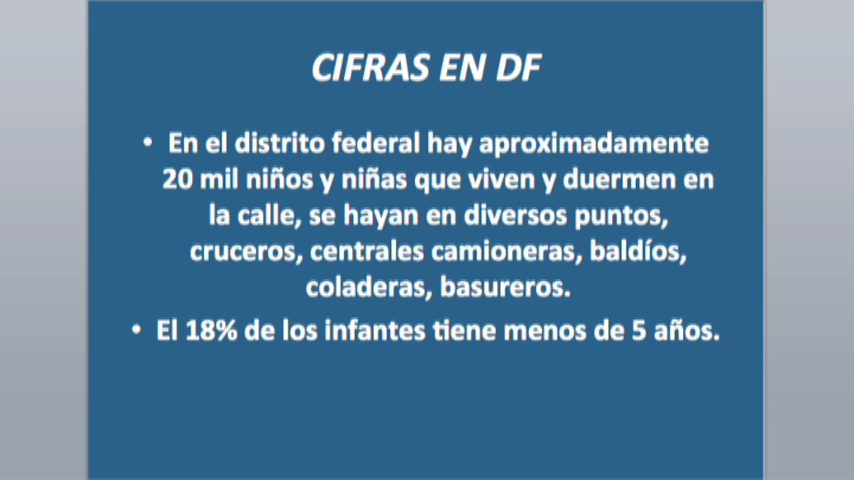 CIFRAS EN DF
• En el distrito federal hay aproximadamente
20 mil niños y niñas que viven y duermen en
la calle, se hayan en diversos puntos,
cruceros, centrales camioneras, baldíos,
coladeras, basureros.
• El 18% de los infantes tiene menos de 5 años.